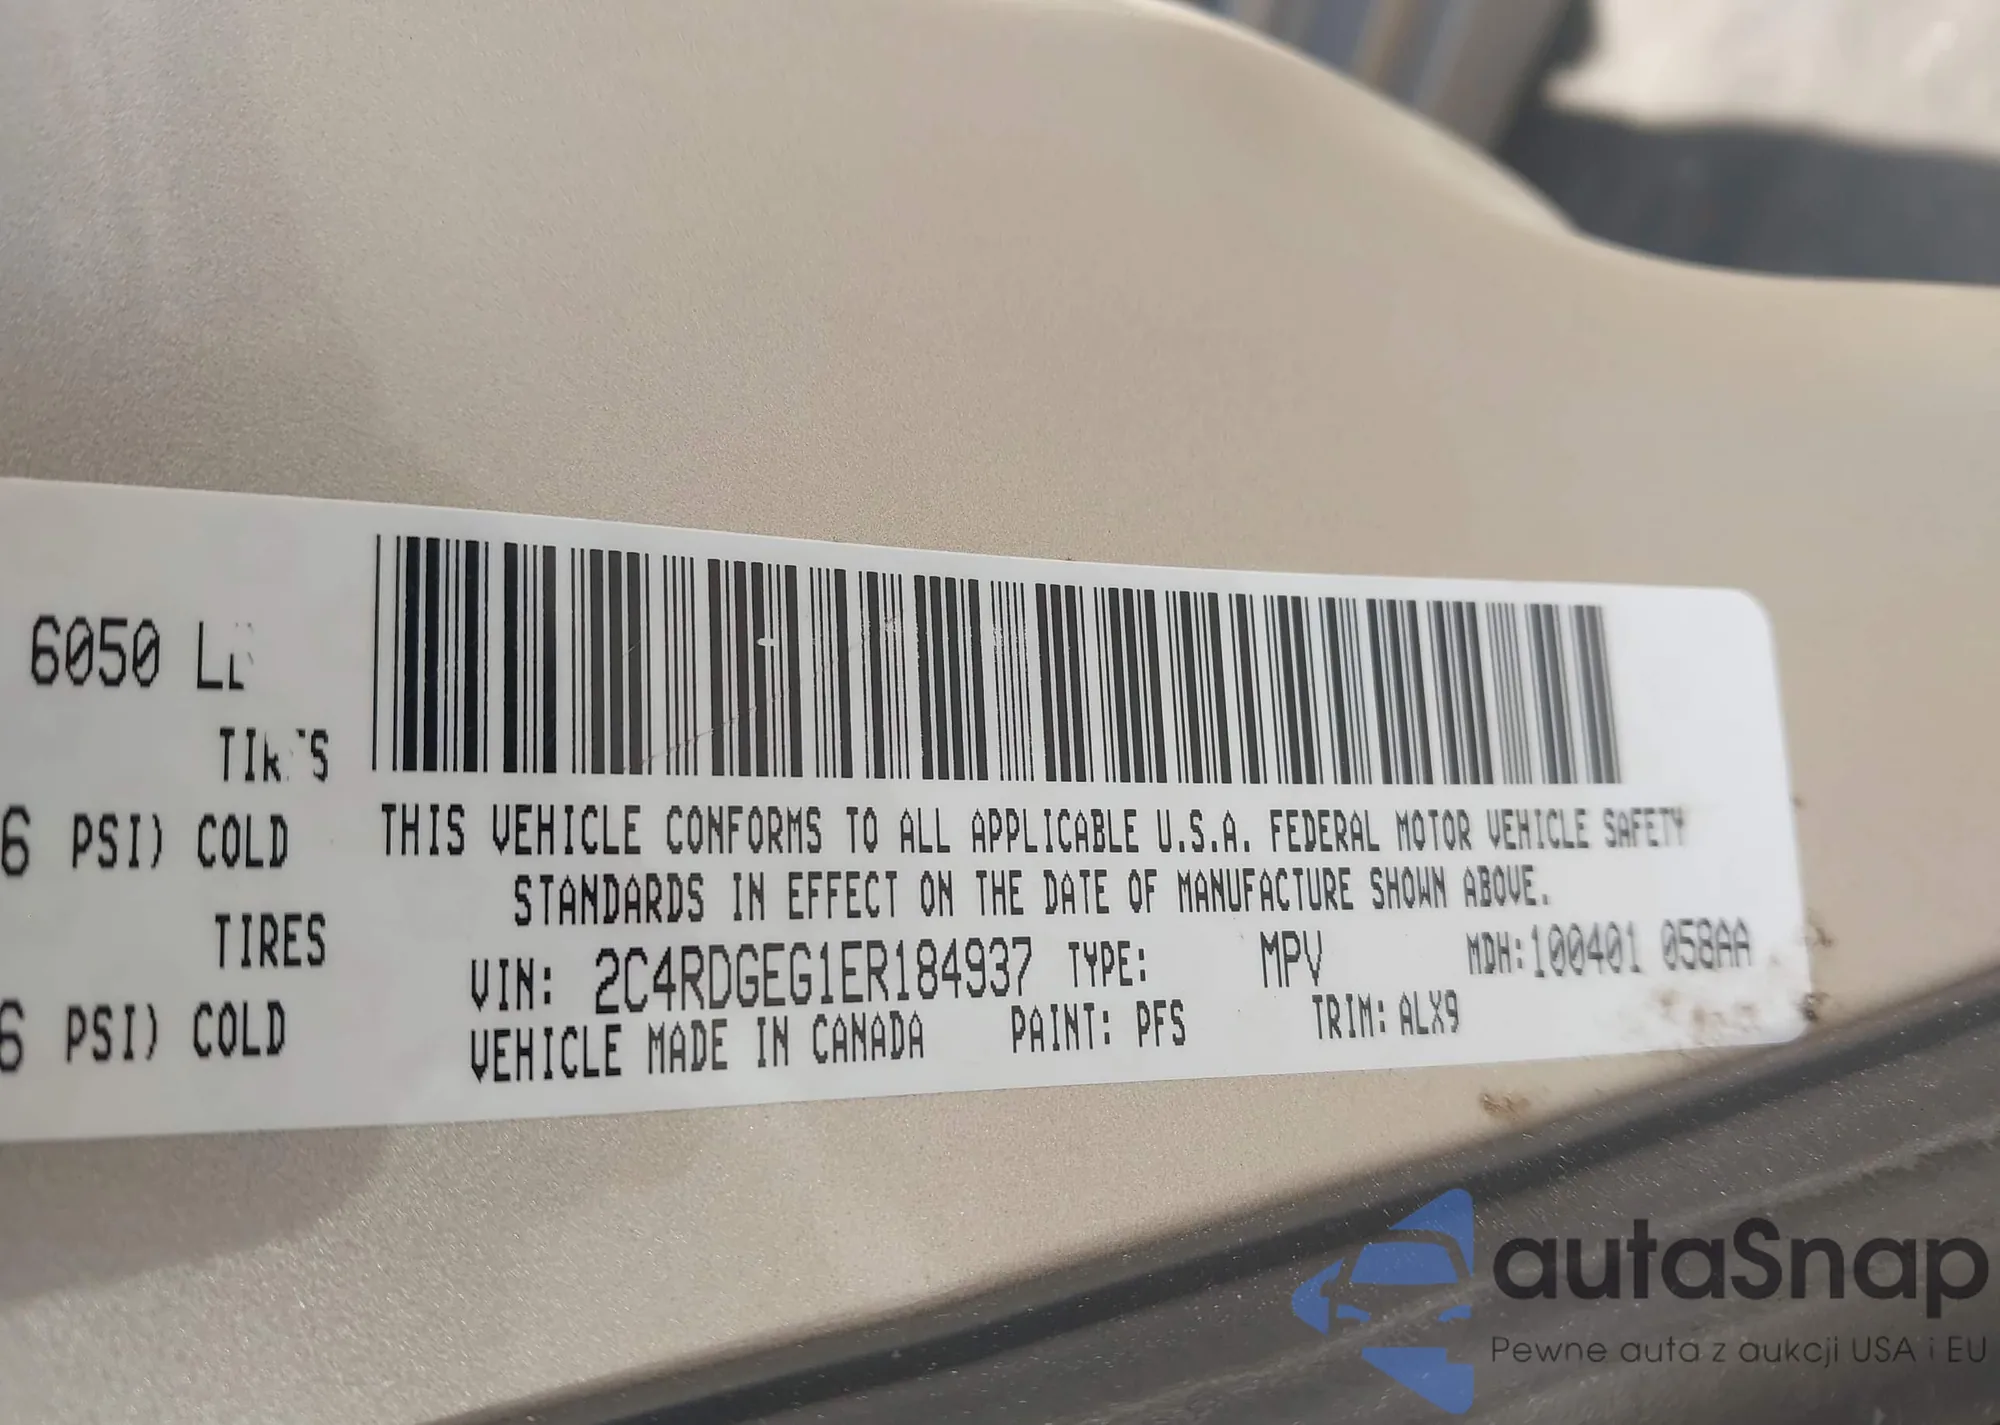 6050 LB
TIRES
6 PSI) COLD
TIRES
6 PSI) COLD
THIS VEHICLE CONFORMS TO ALL APPLICABLE U.S.A. FEDERAL MOTOR VEHICLE SAFETY
STANDARDS IN EFFECT ON THE DATE OF MANUFACTURE SHOWN ABOVE.
VIN: 2C4RDGEG1ER184937 TYPE: MPV MDH:100401 058AA
VEHICLE MADE IN CANADA PAINT: PFS TRIM: ALX9
autaSnap
Pewne auta z aukcji USA i EU